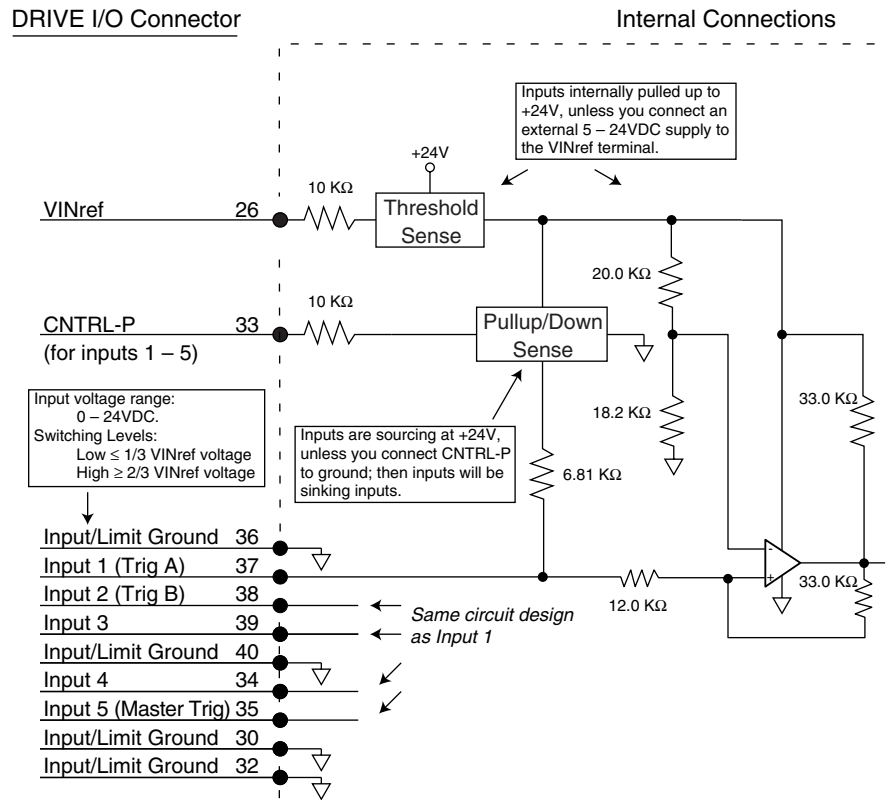 DRIVE I/O Connector
Internal Connections
Inputs internally pulled up to
+24V, unless you connect an
external 5 – 24VDC supply to
the VINref terminal.
+24V
10 KΩ
VINref 26
Threshold
Sense
20.0 KΩ
10 KΩ
CNTRL-P 33
(for inputs 1 – 5)
Pullup/Down
Sense
Input voltage range:
0 – 24VDC.
Switching Levels:
Low ≤ 1/3 VINref voltage
High ≥ 2/3 VINref voltage
18.2 KΩ
33.0 KΩ
Inputs are sourcing at +24V,
unless you connect CNTRL-P
to ground; then inputs will be
sinking inputs.
6.81 KΩ
Input/Limit Ground 36
Input 1 (Trig A) 37
Input 2 (Trig B) 38
Input 3 39
Input/Limit Ground 40
Input 4 34
Input 5 (Master Trig) 35
Input/Limit Ground 30
Input/Limit Ground 32
Same circuit design
as Input 1
12.0 KΩ
-
+
33.0 KΩ